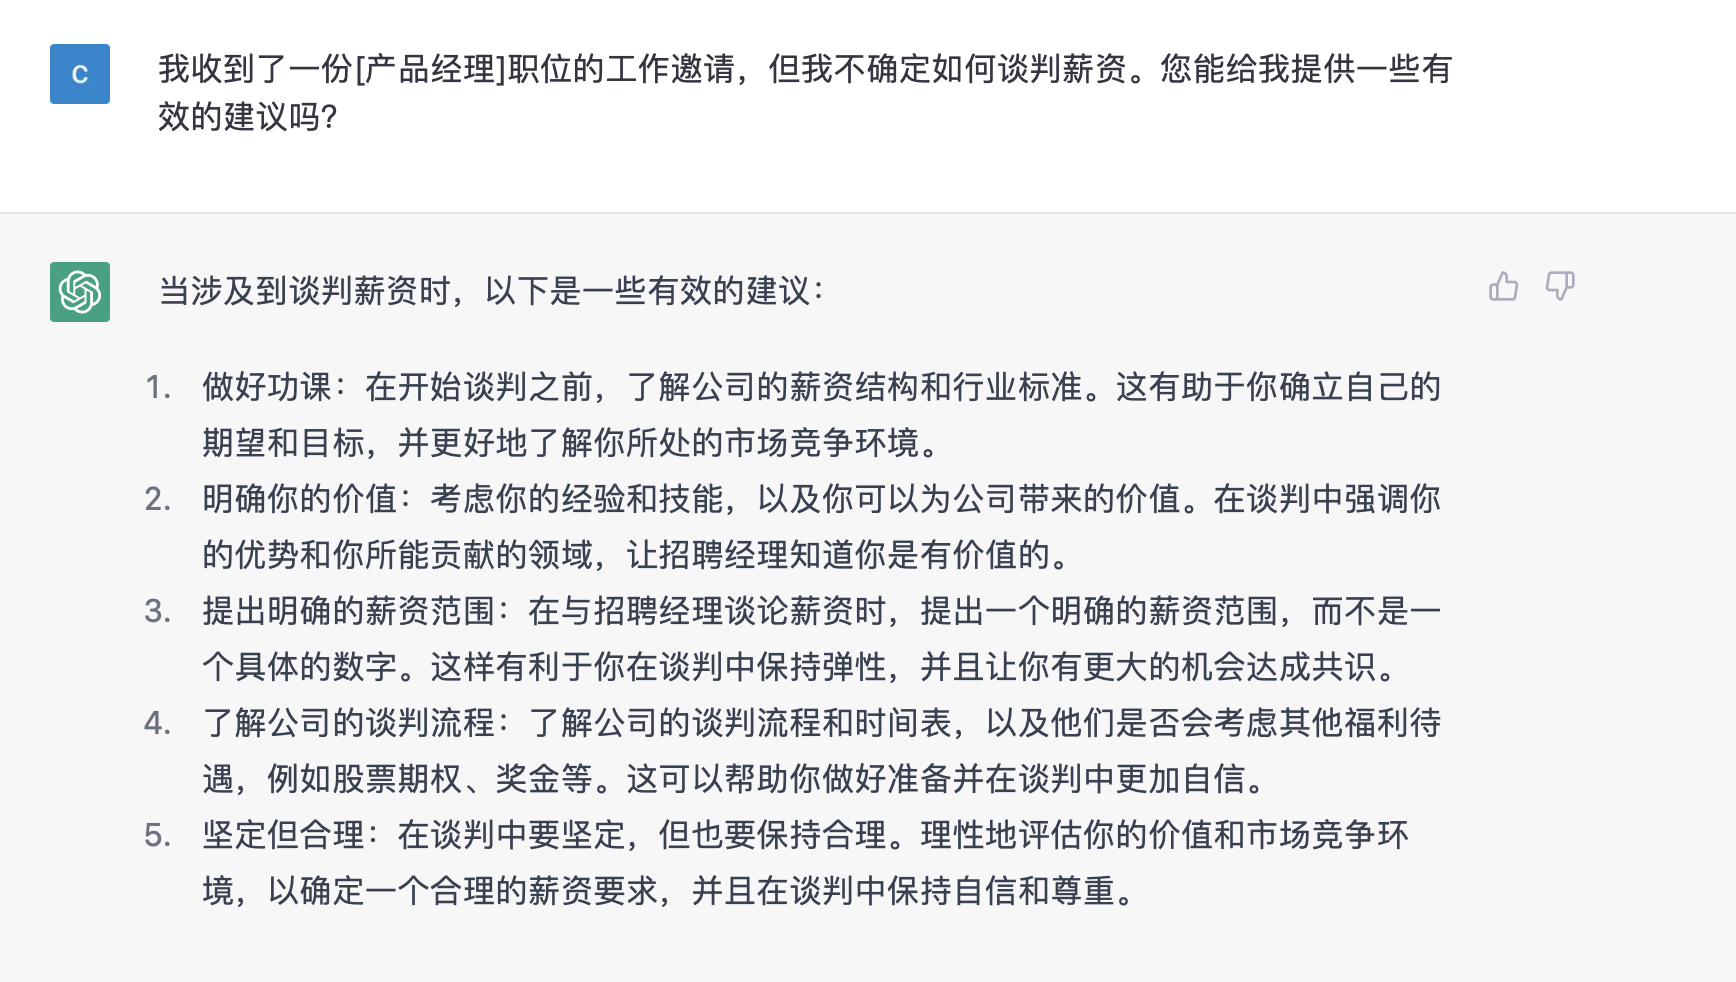 C
我收到了一份[产品经理]职位的工作邀请，但我不确定如何谈判薪资。您能给我提供一些有
效的建议吗?
当涉及到谈判薪资时，以下是一些有效的建议：
1. 做好功课：在开始谈判之前，了解公司的薪资结构和行业标准。这有助于你确立自己的
期望和目标，并更好地了解你所处的市场竞争环境。
2. 明确你的价值：考虑你的经验和技能，以及你可以为公司带来的价值。在谈判中强调你
的优势和你所能贡献的领域，让招聘经理知道你是有价值的。
3. 提出明确的薪资范围：在与招聘经理谈论薪资时，提出一个明确的薪资范围，而不是一
个具体的数字。这样有利于你在谈判中保持弹性，并且让你有更大的机会达成共识。
4. 了解公司的谈判流程：了解公司的谈判流程和时间表，以及他们是否会考虑其他福利待
遇，例如股票期权、奖金等。这可以帮助你做好准备并在谈判中更加自信。
5. 坚定但合理：在谈判中要坚定，但也要保持合理。理性地评估你的价值和市场竞争环
境，以确定一个合理的薪资要求，并且在谈判中保持自信和尊重。